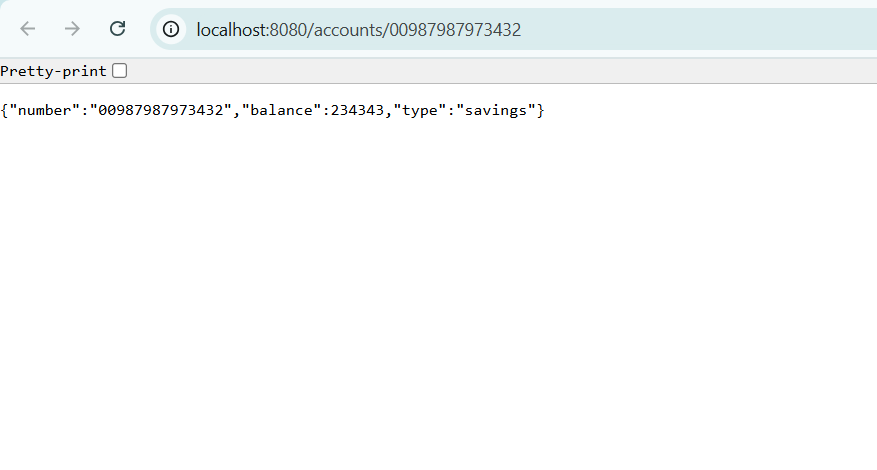 localhost:8080/accounts/00987987973432
Pretty-print
{"number":"00987987973432","balance":234343,"type":"savings"}